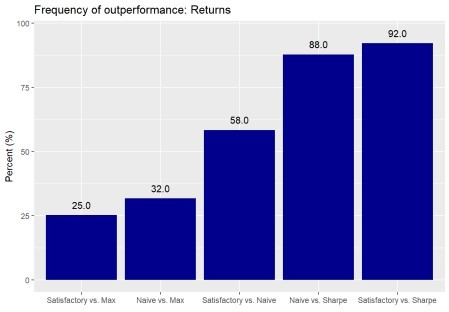 Frequency of outperformance: Returns
Percent (%)
100
75
50
25
0
25.0
32.0
58.0
88.0
92.0
Satisfactory vs. Max
Naive vs. Max
Satisfactory vs. Naive
Naive vs. Sharpe
Satisfactory vs. Sharpe